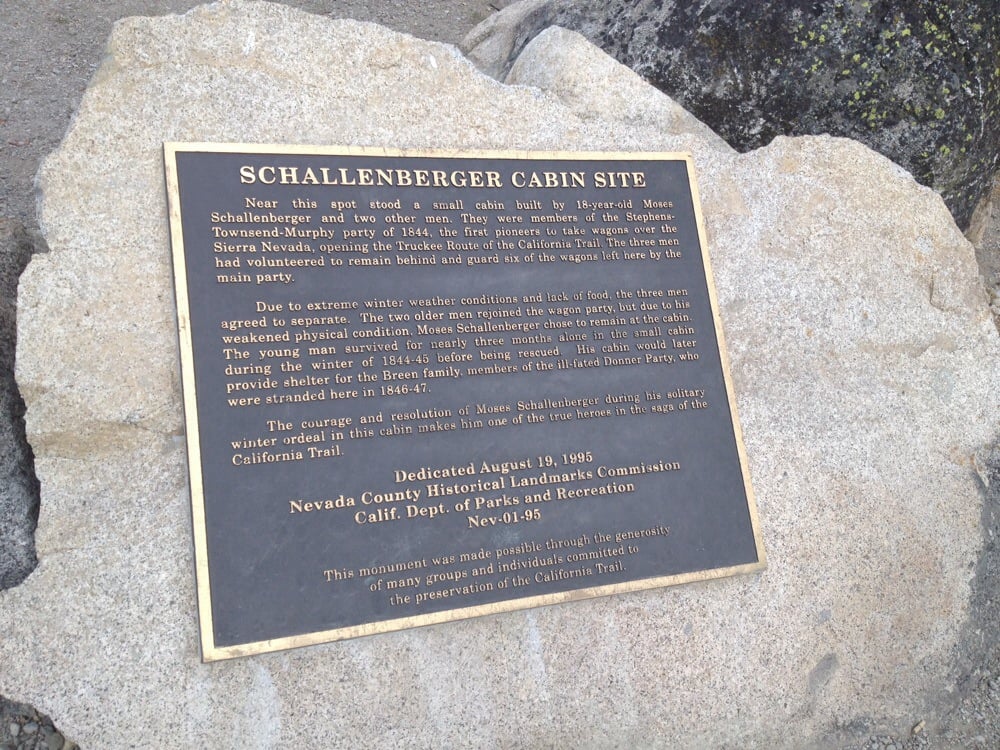 SCHALLENBERGER CABIN SITE
Near this spot stood a small cabin built by 18-year-old Moses
Schallenberger and two other men. They were members of the Stephens-
Townsend-Murphy party of 1844, the first pioneers to take wagons over the
Sierra Nevada, opening the Truckee Route of the California Trail. The three men
had volunteered to remain behind and guard six of the wagons left here by the
main party.
Due to extreme winter weather conditions and lack of food, the three men
agreed to separate. The two older men rejoined the wagon party, but due to his
weakened physical condition, Moses Schallenberger chose to remain at the cabin.
The young man survived for nearly three months alone in the small cabin
during the winter of 1844-45 before being rescued. His cabin would later
provide shelter for the Breen family, members of the ill-fated Donner Party, who
were stranded here in 1846-47.
The courage and resolution of Moses Schallenberger during his solitary
winter ordeal in this cabin makes him one of the true heroes in the saga of the
California Trail.
Dedicated August 19, 1995
Nevada County Historical Landmarks Commission
Calif. Dept. of Parks and Recreation
Nev-01-95
This monument was made possible through the generosity
of many groups and individuals committed to
the preservation of the California Trail.